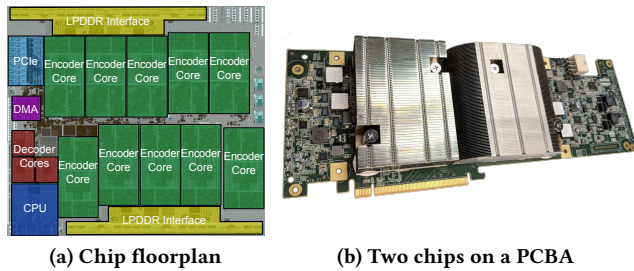 LPDDR Interface
PCIe
Encoder
Core
Encoder
Core
Encoder
Core
Encoder
Core
Encoder
Core
DMA
Decoder
Cores
Encoder
Core
Encoder
Core
Encoder
Core
Encoder
Core
Encoder
Core
CPU
LPDDR Interface
(a) Chip floorplan
(b) Two chips on a PCBA